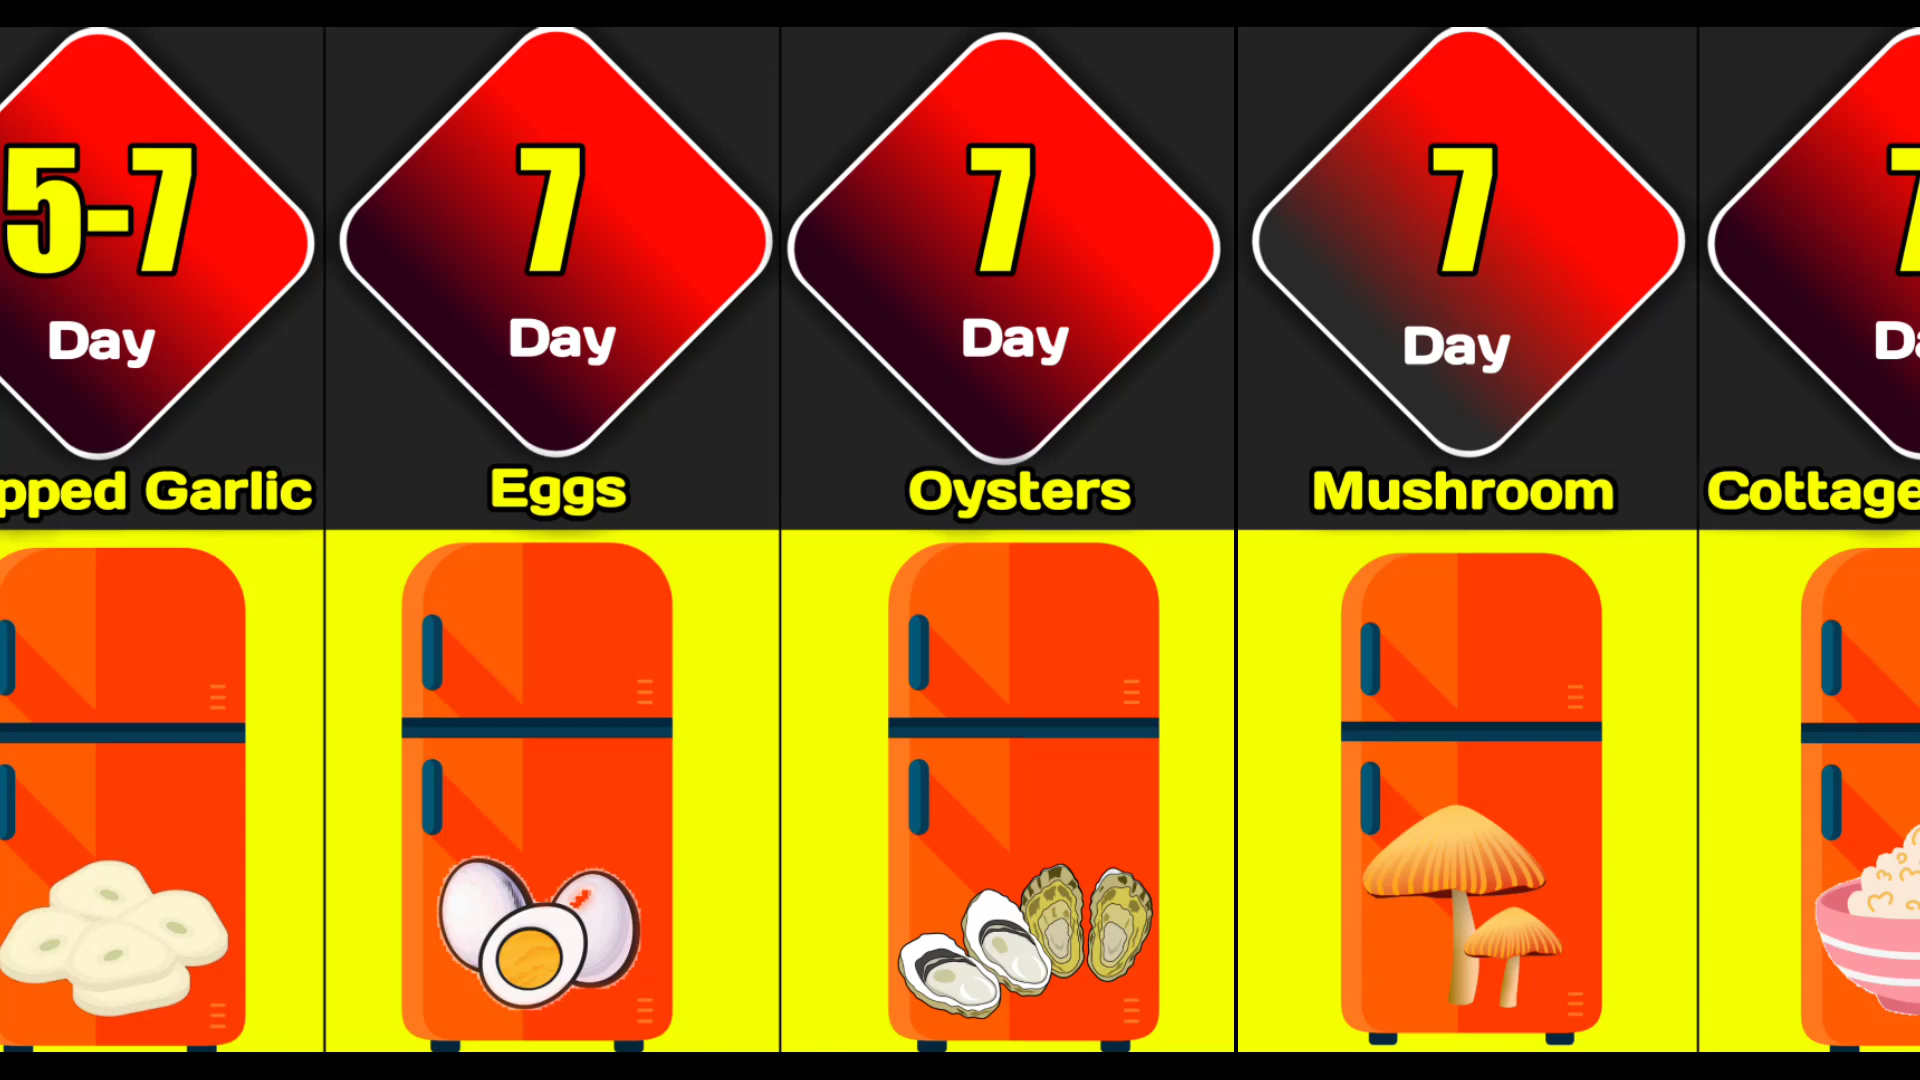 5-7
Day
pped Garlic
7
Day
Eggs
7
Day
Oysters
7
Day
Mushroom
7
Da
Cottage